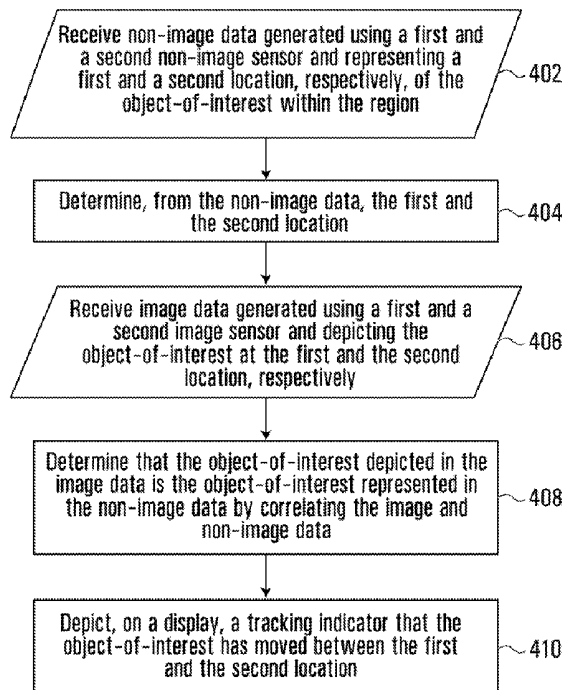 Receive non-image data generated using a first and
a second non-image sensor and representing a
first and a second location, respectively, of the
object-of-interest within the region
402
Determine, from the non-image data, the first and
the second location
404
Receive image data generated using a first and a
second image sensor and depicting the
object-of-interest at the first and the second
location, respectively
406
Determine that the object-of-interest depicted in the
image data is the object-of-interest represented in
the non-image data by correlating the image and
non-image data
408
Depict, on a display, a tracking indicator that the
object-of-interest has moved between the first
and the second location
410